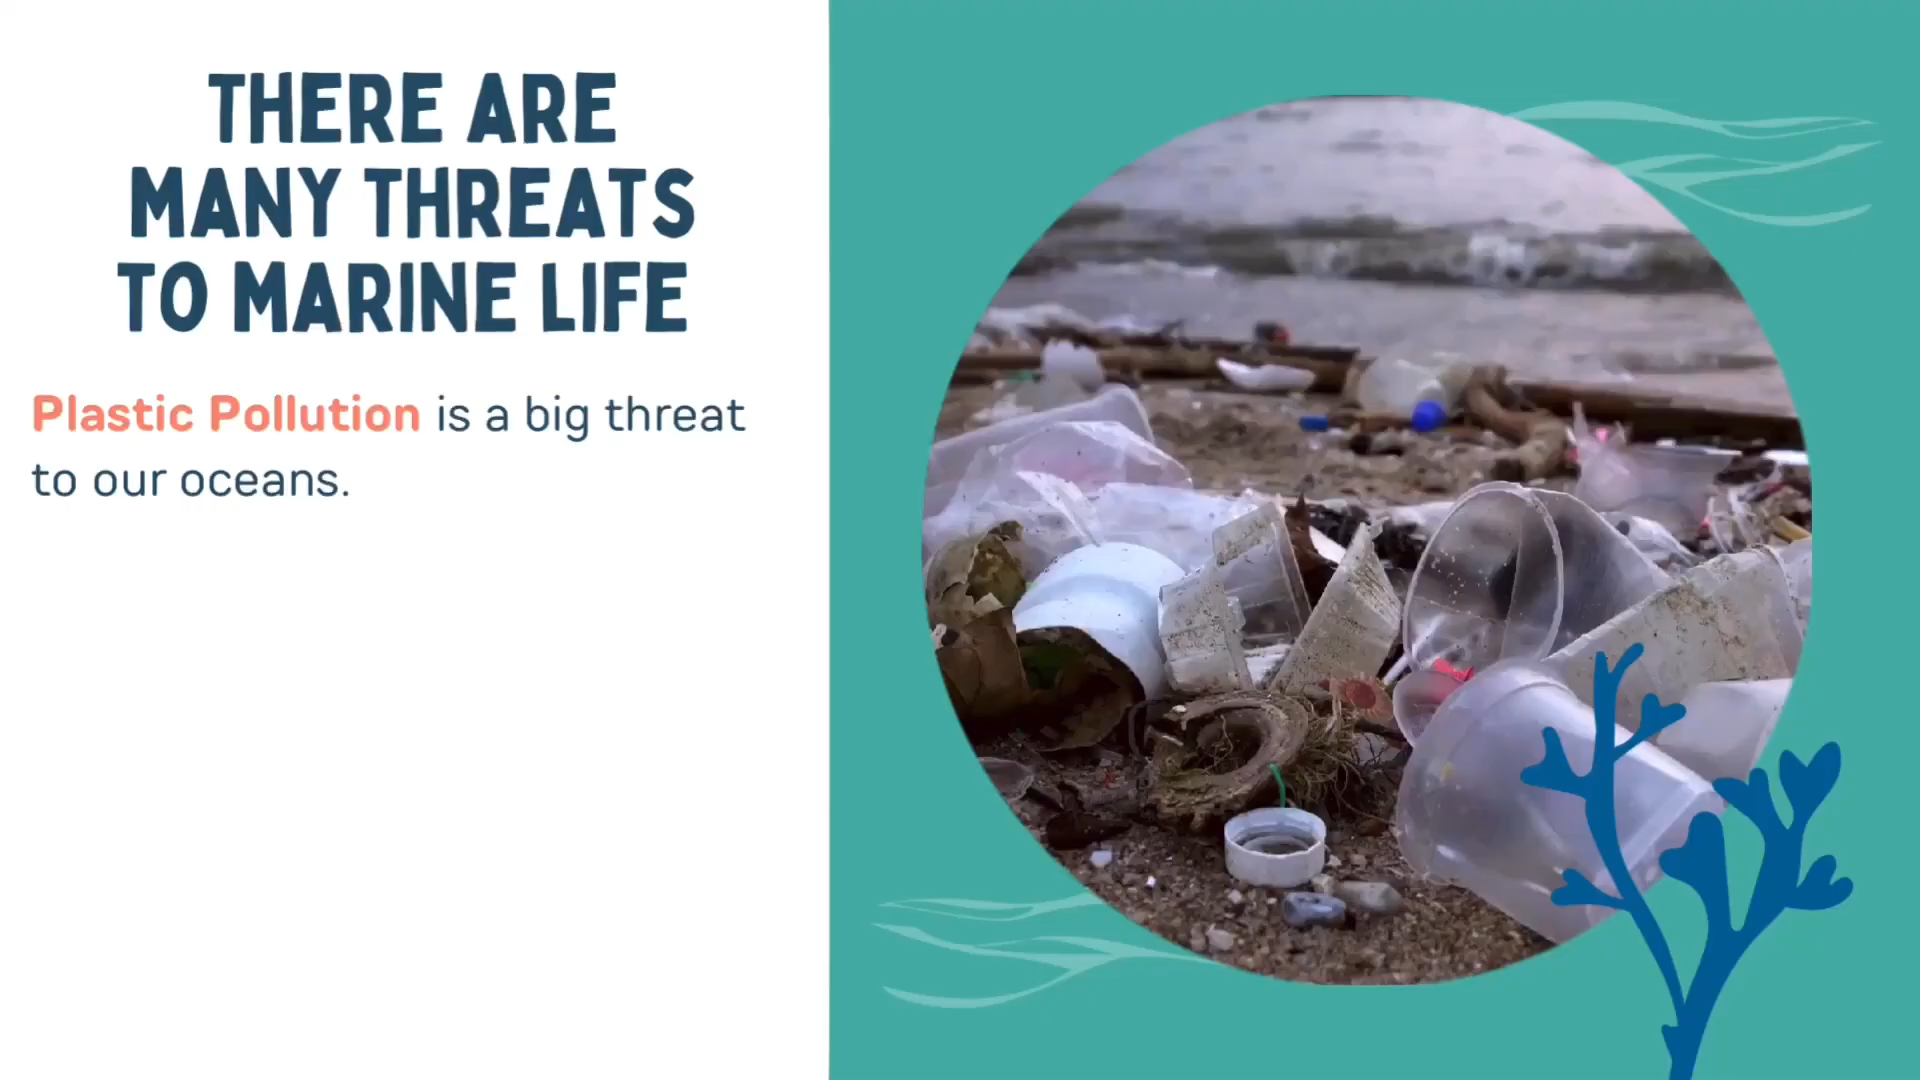 THERE ARE
MANY THREATS
TO MARINE LIFE
Plastic Pollution is a big threat
to our oceans.